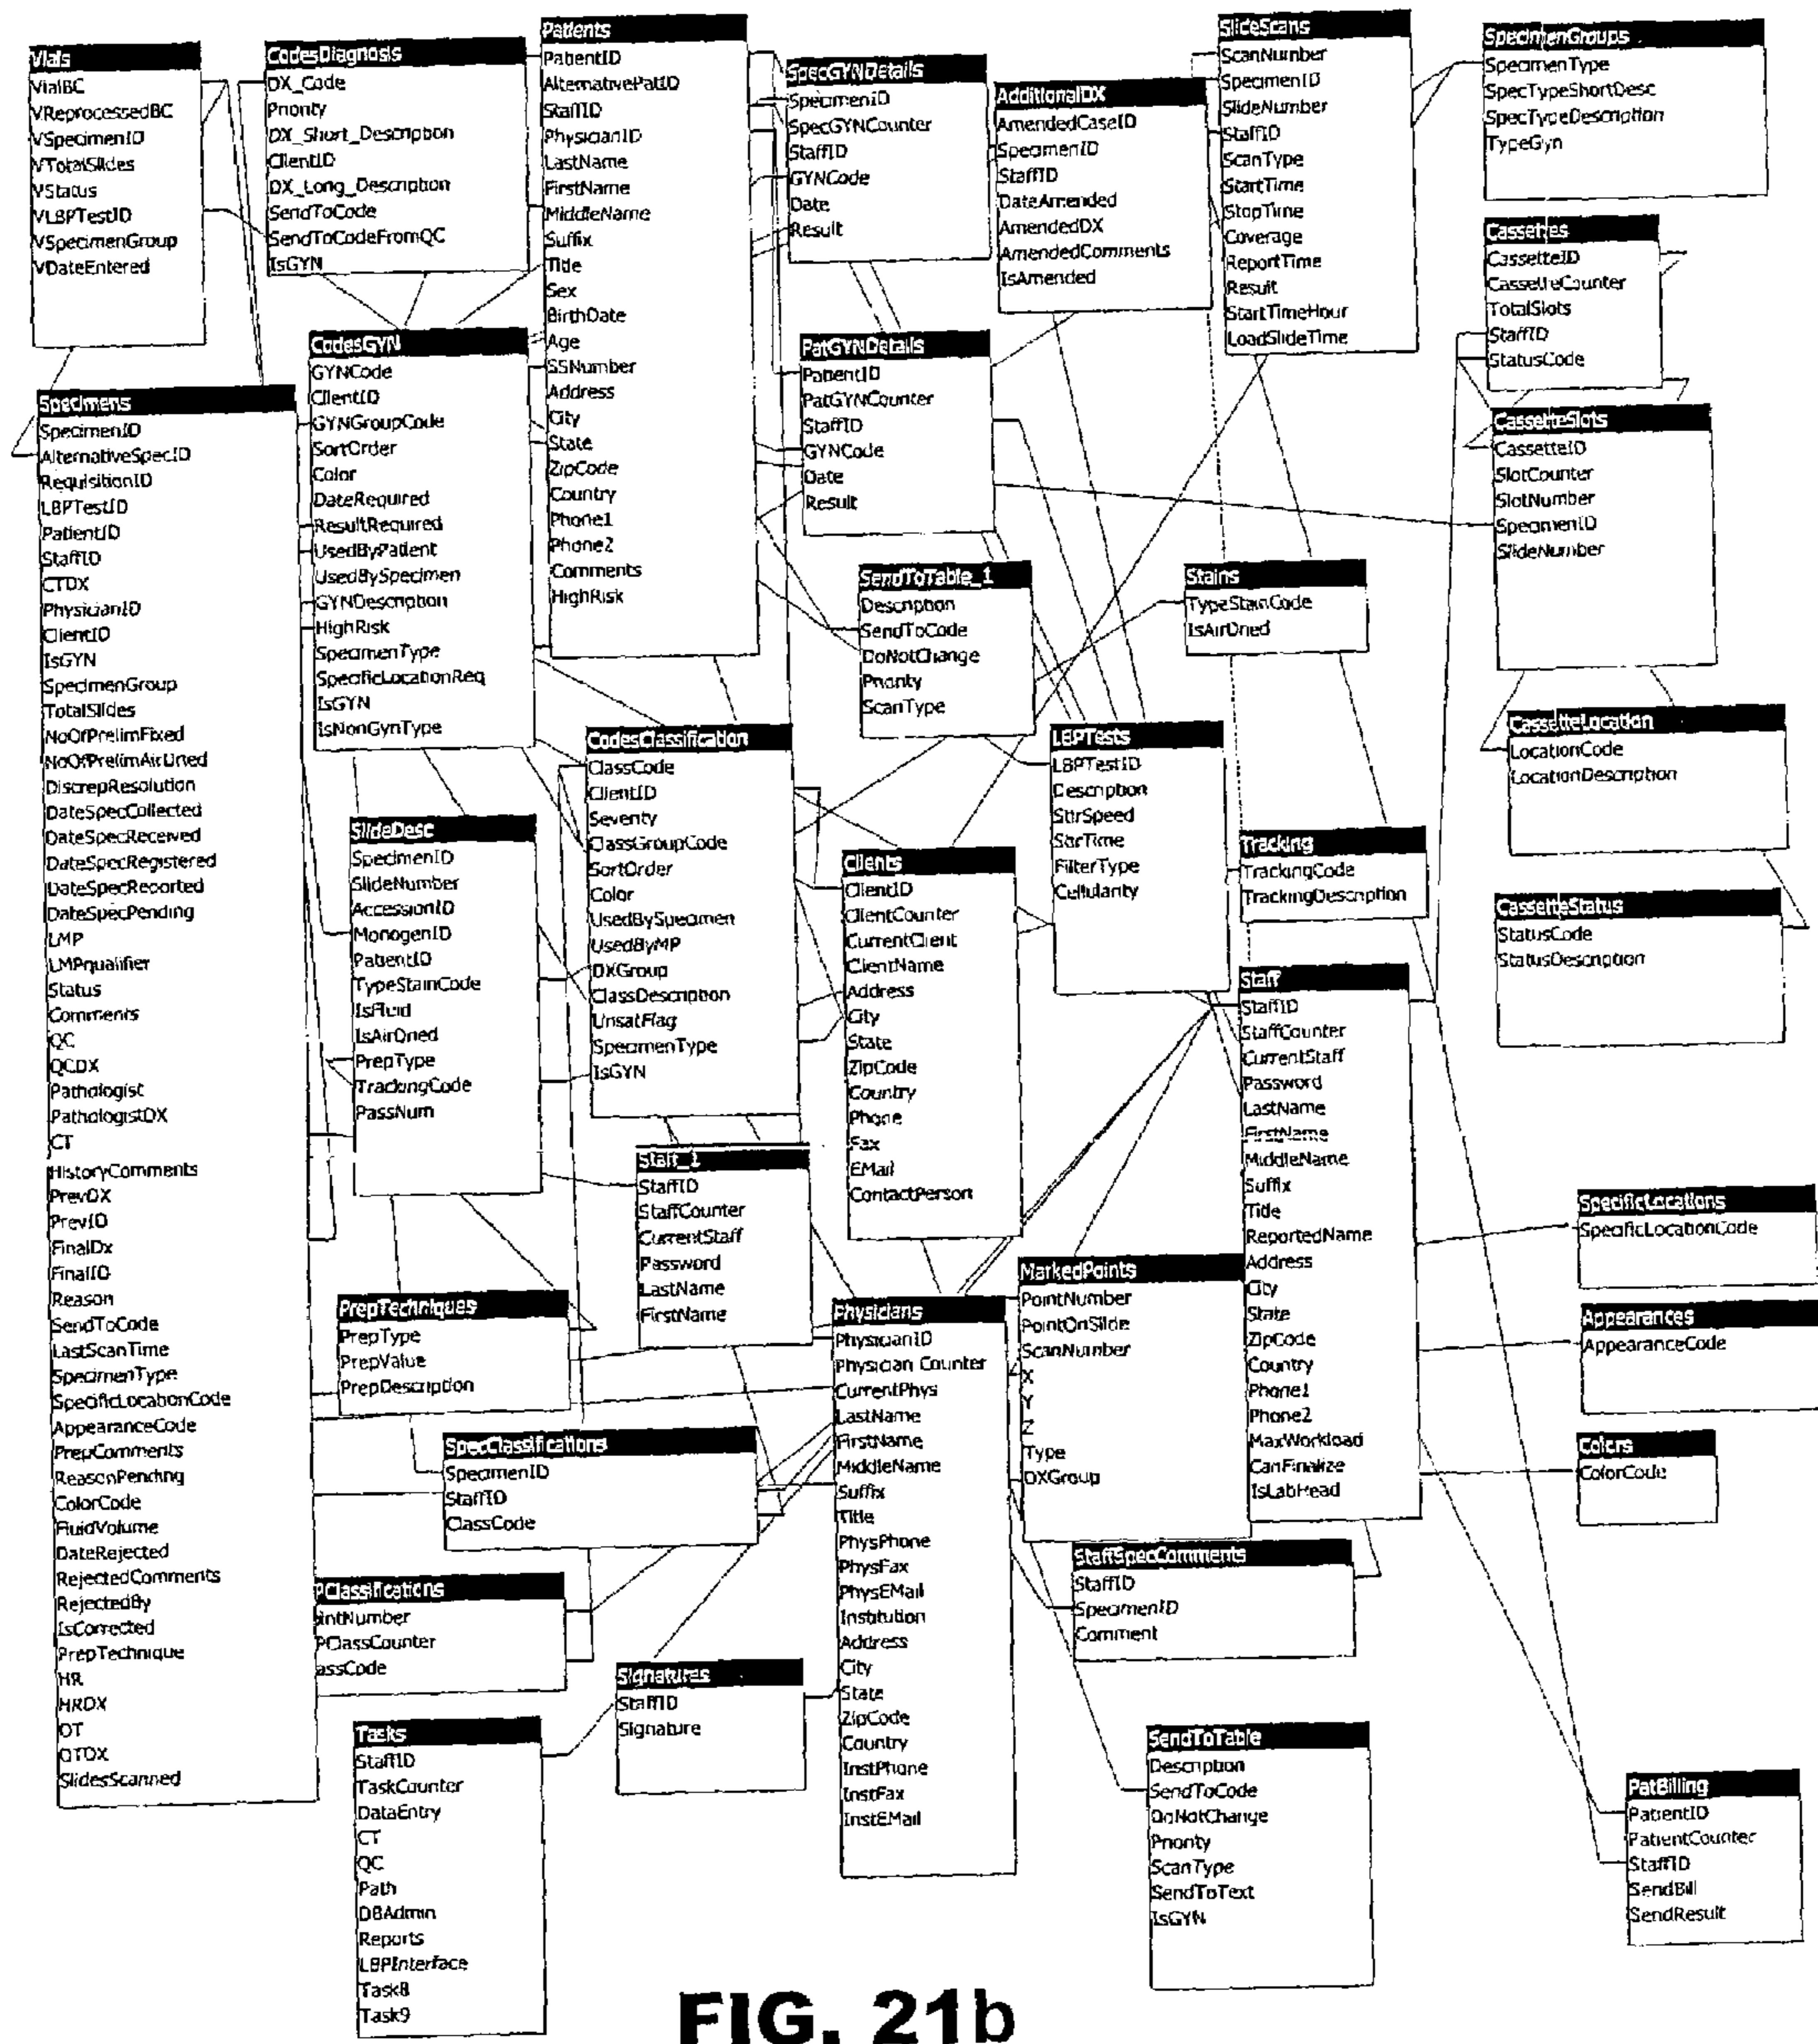 Vials
VialBC
VReprocessedBC
VSpecimenID
VTotalSlides
VStatus
VLBPTestID
VSpecimenGroup
VDateEntered
CodesDiagnosis
DX_Code
Priority
DX_Short_Description
ClientID
DX_Long_Description
SendToCode
SendToCodeFromQC
IsGYN
Patients
PatientID
AlternativePatID
StaffID
PhysicianID
LastName
FirstName
MiddleName
Suffix
Title
Sex
BirthDate
Age
SSNumber
Address
City
State
ZipCode
Country
Phone1
Phone2
Comments
HighRisk
SpecGYNDetails
SpecimenID
SpecGYNCounter
StaffID
GYNCode
Date
Result
AdditionalDX
AmendedCaseID
SpecimenID
StaffID
DateAmended
AmendedDX
AmendedComments
IsAmended
SlideScans
ScanNumber
SpecimenID
SlideNumber
StaffID
ScanType
StartTime
StopTime
Coverage
ReportTime
Result
StartTimeHour
LoadSlideTime
SpecimenGroups
SpecimenType
SpecTypeShortDesc
SpecTypeDescription
TypeGyn
Cassettes
CassetteID
CassetteCounter
TotalSlots
StaffID
StatusCode
Specimens
SpecimenID
AlternativeSpecID
RequisitionID
LBPTestID
PatientID
StaffID
CTDX
PhysicianID
ClientID
IsGYN
SpecimenGroup
TotalSlides
NoOfPrelimFixed
NoOfPrelimAirDried
DiscrepResolution
DateSpecCollected
DateSpecReceived
DateSpecRegistered
DateSpecReported
DateSpecPending
LMP
LMPqualifier
Status
Comments
QC
QCDX
Pathologist
PathologistDX
CT
HistoryComments
PrevDX
PrevID
FinalDx
FinalID
Reason
SendToCode
LastScanTime
SpecimenType
SpecificLocationCode
AppearanceCode
PrepComments
ReasonPending
ColorCode
FluidVolume
DateRejected
RejectedComments
RejectedBy
IsCorrected
PrepTechnique
HR
HRDX
OT
OTDX
SlidesScanned
CodesGYN
GYNCode
ClientID
GYNGroupCode
SortOrder
Color
DateRequired
ResultRequired
UsedByPatient
UsedBySpecimen
GYNDescription
HighRisk
SpecimenType
SpecificLocationReq
IsGYN
IsNonGynType
PatGYNDetails
PatientID
PatGYNCounter
StaffID
GYNCode
Date
Result
CassetteSlots
CassetteID
SlotCounter
SlotNumber
SpecimenID
SlideNumber
SendToTable_1
Description
SendToCode
DoNotChange
Priority
ScanType
Stains
TypeStainCode
IsAirDried
CodesClassification
ClassCode
ClientID
Severity
ClassGroupCode
SortOrder
Color
UsedBySpecimen
UsedByMP
DXGroup
ClassDescription
UnsatFlag
SpecimenType
IsGYN
LBPTests
LBPTestID
Description
StirSpeed
StirTime
FilterType
Cellularity
CassetteLocation
LocationCode
LocationDescription
SlideDesc
SpecimenID
SlideNumber
AccessionID
MonogenID
PatientID
TypeStainCode
IsFluid
IsAirDried
PrepType
TrackingCode
PassNum
Clients
ClientID
ClientCounter
CurrentClient
ClientName
Address
City
State
ZipCode
Country
Phone
Fax
EMail
ContactPerson
Tracking
TrackingCode
TrackingDescription
CassetteStatus
StatusCode
StatusDescription
Staff
StaffID
StaffCounter
CurrentStaff
Password
LastName
FirstName
MiddleName
Suffix
Title
ReportedName
Address
City
State
ZipCode
Country
Phone1
Phone2
MaxWorkload
CanFinalize
IsLabHead
Staff_1
StaffID
StaffCounter
CurrentStaff
Password
LastName
FirstName
SpecificLocations
SpecificLocationCode
MarkedPoints
PointNumber
PointOnSlide
ScanNumber
X
Y
Z
Type
DXGroup
PrepTechniques
PrepType
PrepValue
PrepDescription
Physicians
PhysicianID
Physician Counter
CurrentPhys
LastName
FirstName
MiddleName
Suffix
Title
PhysPhone
PhysFax
PhysEMail
Institution
Address
City
State
ZipCode
Country
InstPhone
InstFax
InstEMail
Appearances
AppearanceCode
SpecClassifications
SpecimenID
StaffID
ClassCode
Colors
ColorCode
StaffSpecComments
StaffID
SpecimenID
Comment
PClassifications
intNumber
PClassCounter
assCode
Signatures
StaffID
Signature
Tasks
StaffID
TaskCounter
DataEntry
CT
QC
Path
DBAdmin
Reports
LBPInterface
Task8
Task9
SendToTable
Description
SendToCode
DoNotChange
Priority
ScanType
SendToText
IsGYN
PatBilling
PatientID
PatientCounter
StaffID
SendBill
SendResult
FIG. 21b